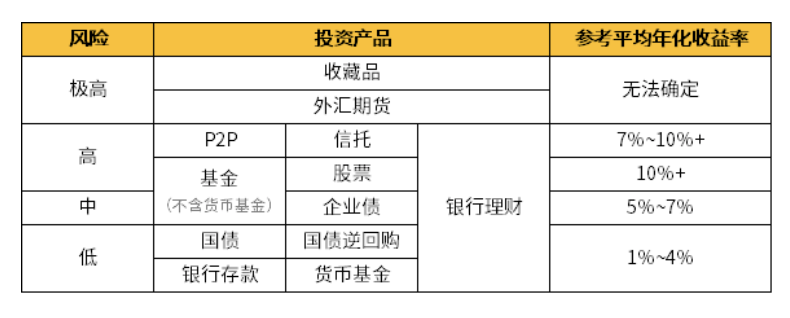 风险 投资产品 参考平均年化收益率
极高 收藏品 无法确定
外汇期货
高 P2P 信托 银行理财 7%~10%+
基金 股票 10%+
中 (不含货币基金) 企业债 5%~7%
低 国债 国债逆回购 1%~4%
银行存款 货币基金